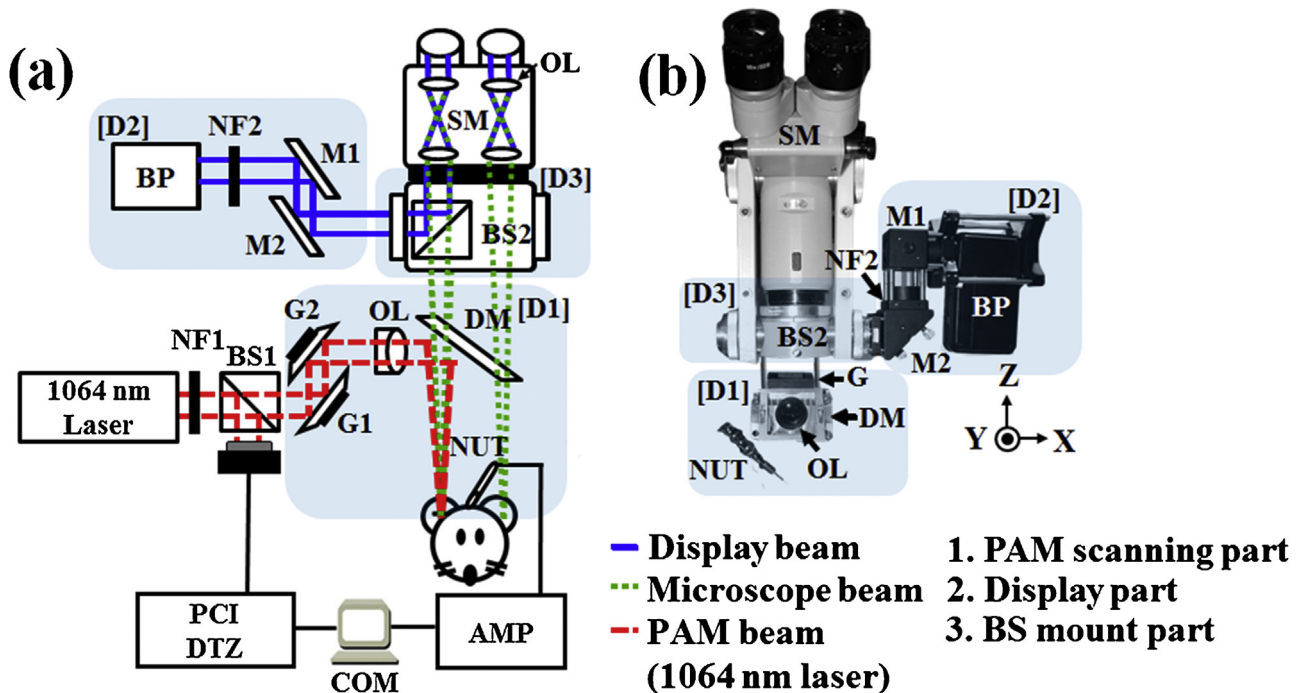 (a)
OL
[D2]
NF2
M1
SM
BP
[D3]
M2
BS2
G2
OL
DM
[D1]
NF1
BS1
1064 nm
Laser
G1
NUT
PCI
DTZ
COM
AMP
(b)
SM
M1
[D2]
NF2
BP
[D3]
BS2
M2
[D1]
G
Z
DM
Y
X
NUT
OL
Display beam
Microscope beam
PAM beam
(1064 nm laser)
1. PAM scanning part
2. Display part
3. BS mount part